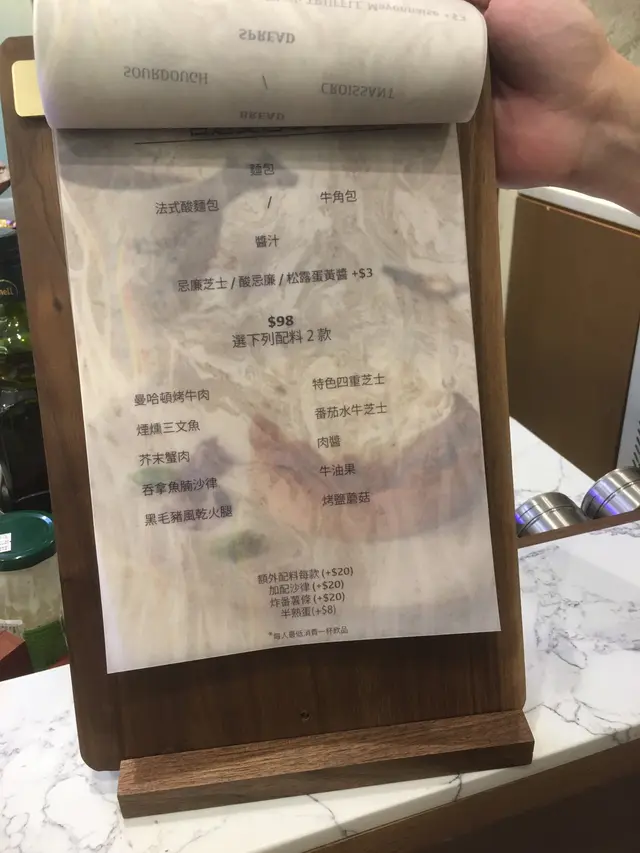 TRUFFLE Mayonnaise +$3
SPREAD
SOURDOUGH / CROISSANT
BREAD
麵包
法式酸麵包 / 牛角包
醬汁
忌廉芝士 / 酸忌廉 / 松露蛋黃醬 +$3
$98
選下列配料 2 款
曼哈頓烤牛肉
煙燻三文魚
芥末蟹肉
吞拿魚腩沙律
黑毛豬風乾火腿
特色四重芝士
番茄水牛芝士
肉醬
牛油果
烤鹽蘑菇
額外配料每款 (+$20)
加配沙律 (+$20)
炸番薯條 (+$20)
半熟蛋(+$8)
*每人最低消費一杯飲品